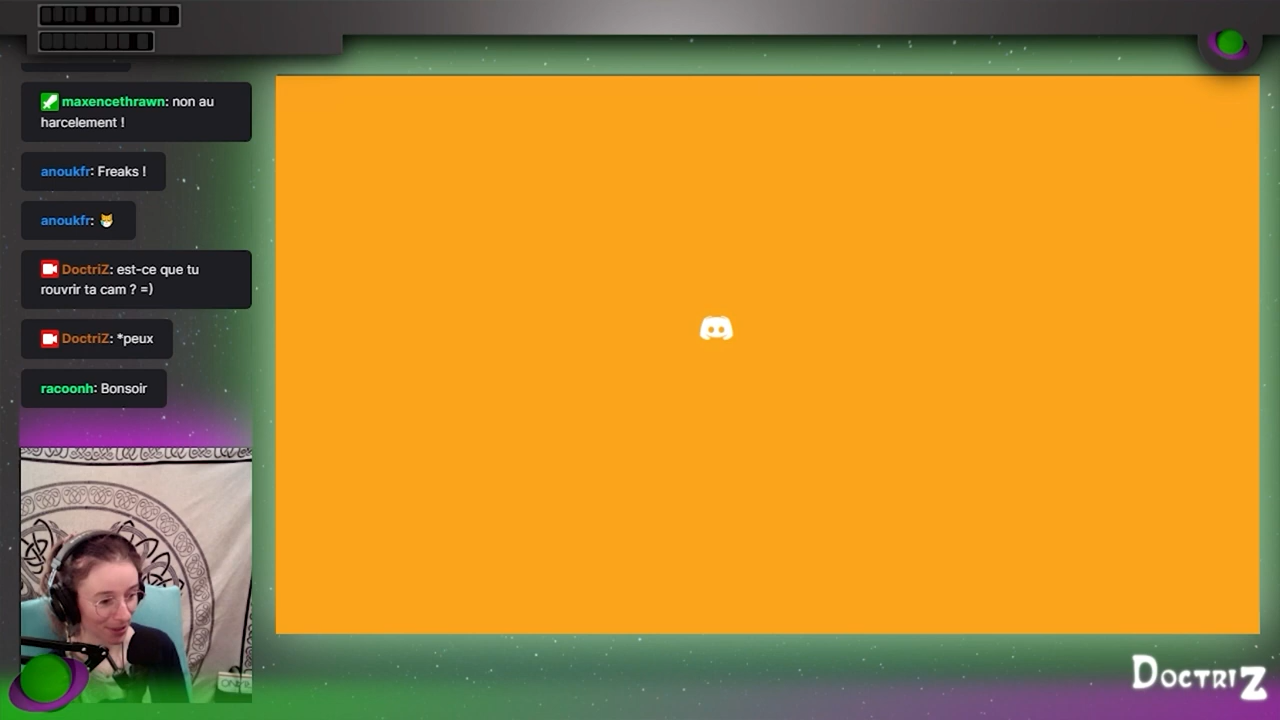 maxencethrawn: non au
harcelement !
anoukfr: Freaks !
anoukfr:
DoctriZ: est-ce que tu
rouvrir ta cam ? =)
DoctriZ: *peux
racoonh: Bonsoir
DOCTRIZ